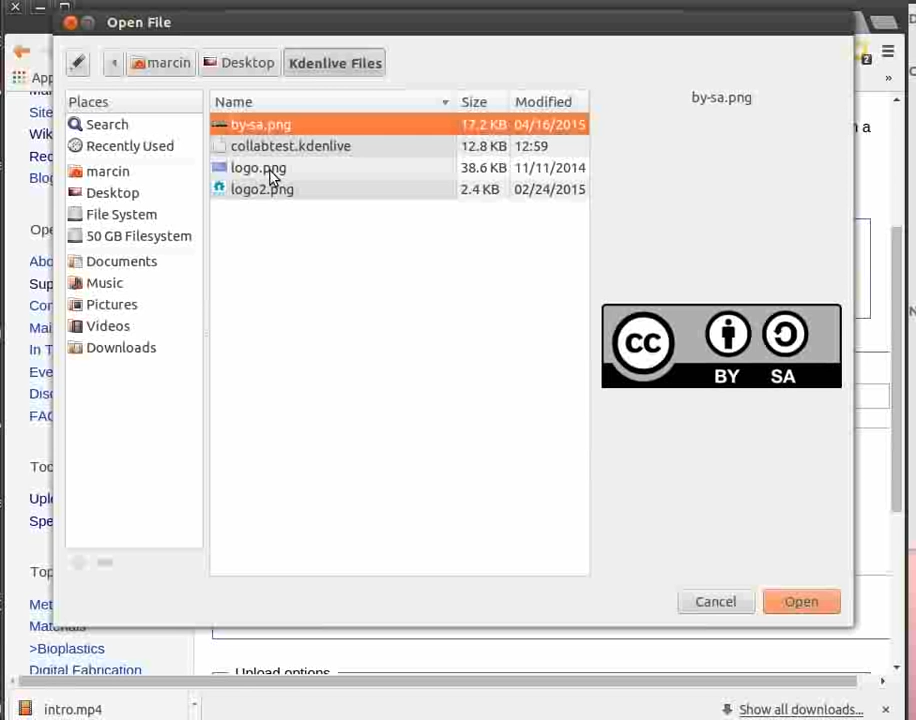 Open File
marcin
Desktop
Kdenlive Files
Places
Search
Recently Used
marcin
Desktop
File System
50 GB Filesystem
Documents
Music
Pictures
Videos
Downloads
Name Size Modified
by-sa.png 17.2 KB 04/16/2015
collabtest.kdenlive 12.8 KB 12:59
logo.png 38.6 KB 11/11/2014
logo2.png 2.4 KB 02/24/2015
by-sa.png
cc
BY SA
Cancel
Open
App
2
»
Site
Wik
Rec
Blog
a
Ope
Abo
Sup
Con
Mai
In T
Eve
Disc
FAC
Too
Uplo
Spe
Top
Met
Materials
>Bioplastics
Digital Fabrication
Upload options
intro.mp4
Show all downloads...